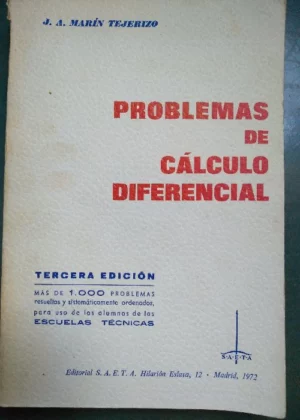 J. A. MARÍN TEJERIZO
PROBLEMAS
DE
CÁLCULO
DIFERENCIAL
TERCERA EDICIÓN
MÁS DE 1.000 PROBLEMAS
resueltos y sistemáticamente ordenados,
para uso de los alumnos de las
ESCUELAS TÉCNICAS
S·A·E·T·A
Editorial S. A. E. T. A. Hilarión Eslava, 12 - Madrid, 1972